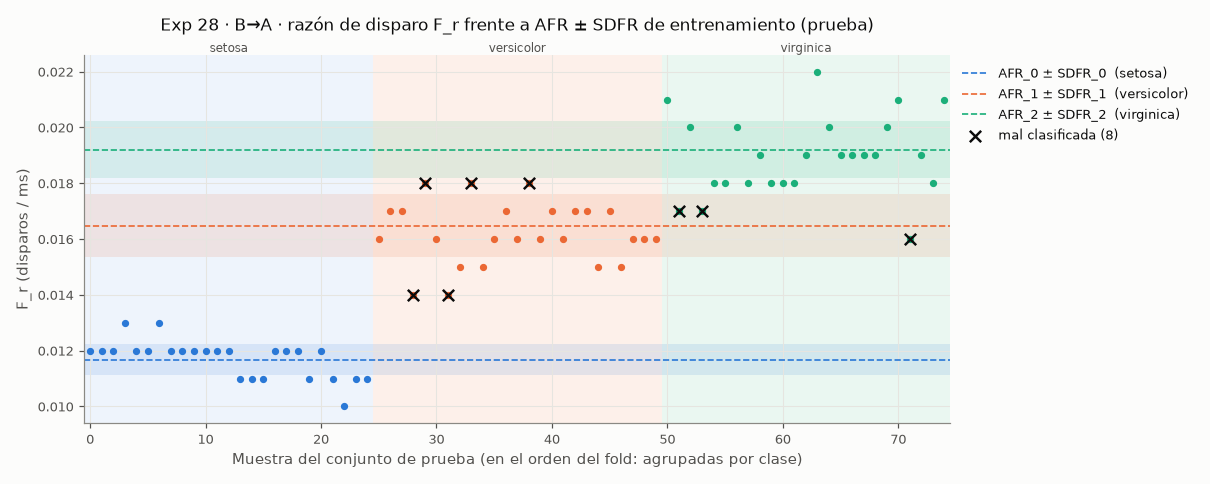 Exp 28 · B→A · razón de disparo F_r frente a AFR ± SDFR de entrenamiento (prueba)
setosa versicolor virginica
F_r (disparos / ms)
0.022
0.020
0.018
0.016
0.014
0.012
0.010
0 10 20 30 40 50 60 70
Muestra del conjunto de prueba (en el orden del fold: agrupadas por clase)
AFR_0 ± SDFR_0 (setosa)
AFR_1 ± SDFR_1 (versicolor)
AFR_2 ± SDFR_2 (virginica)
mal clasificada (8)